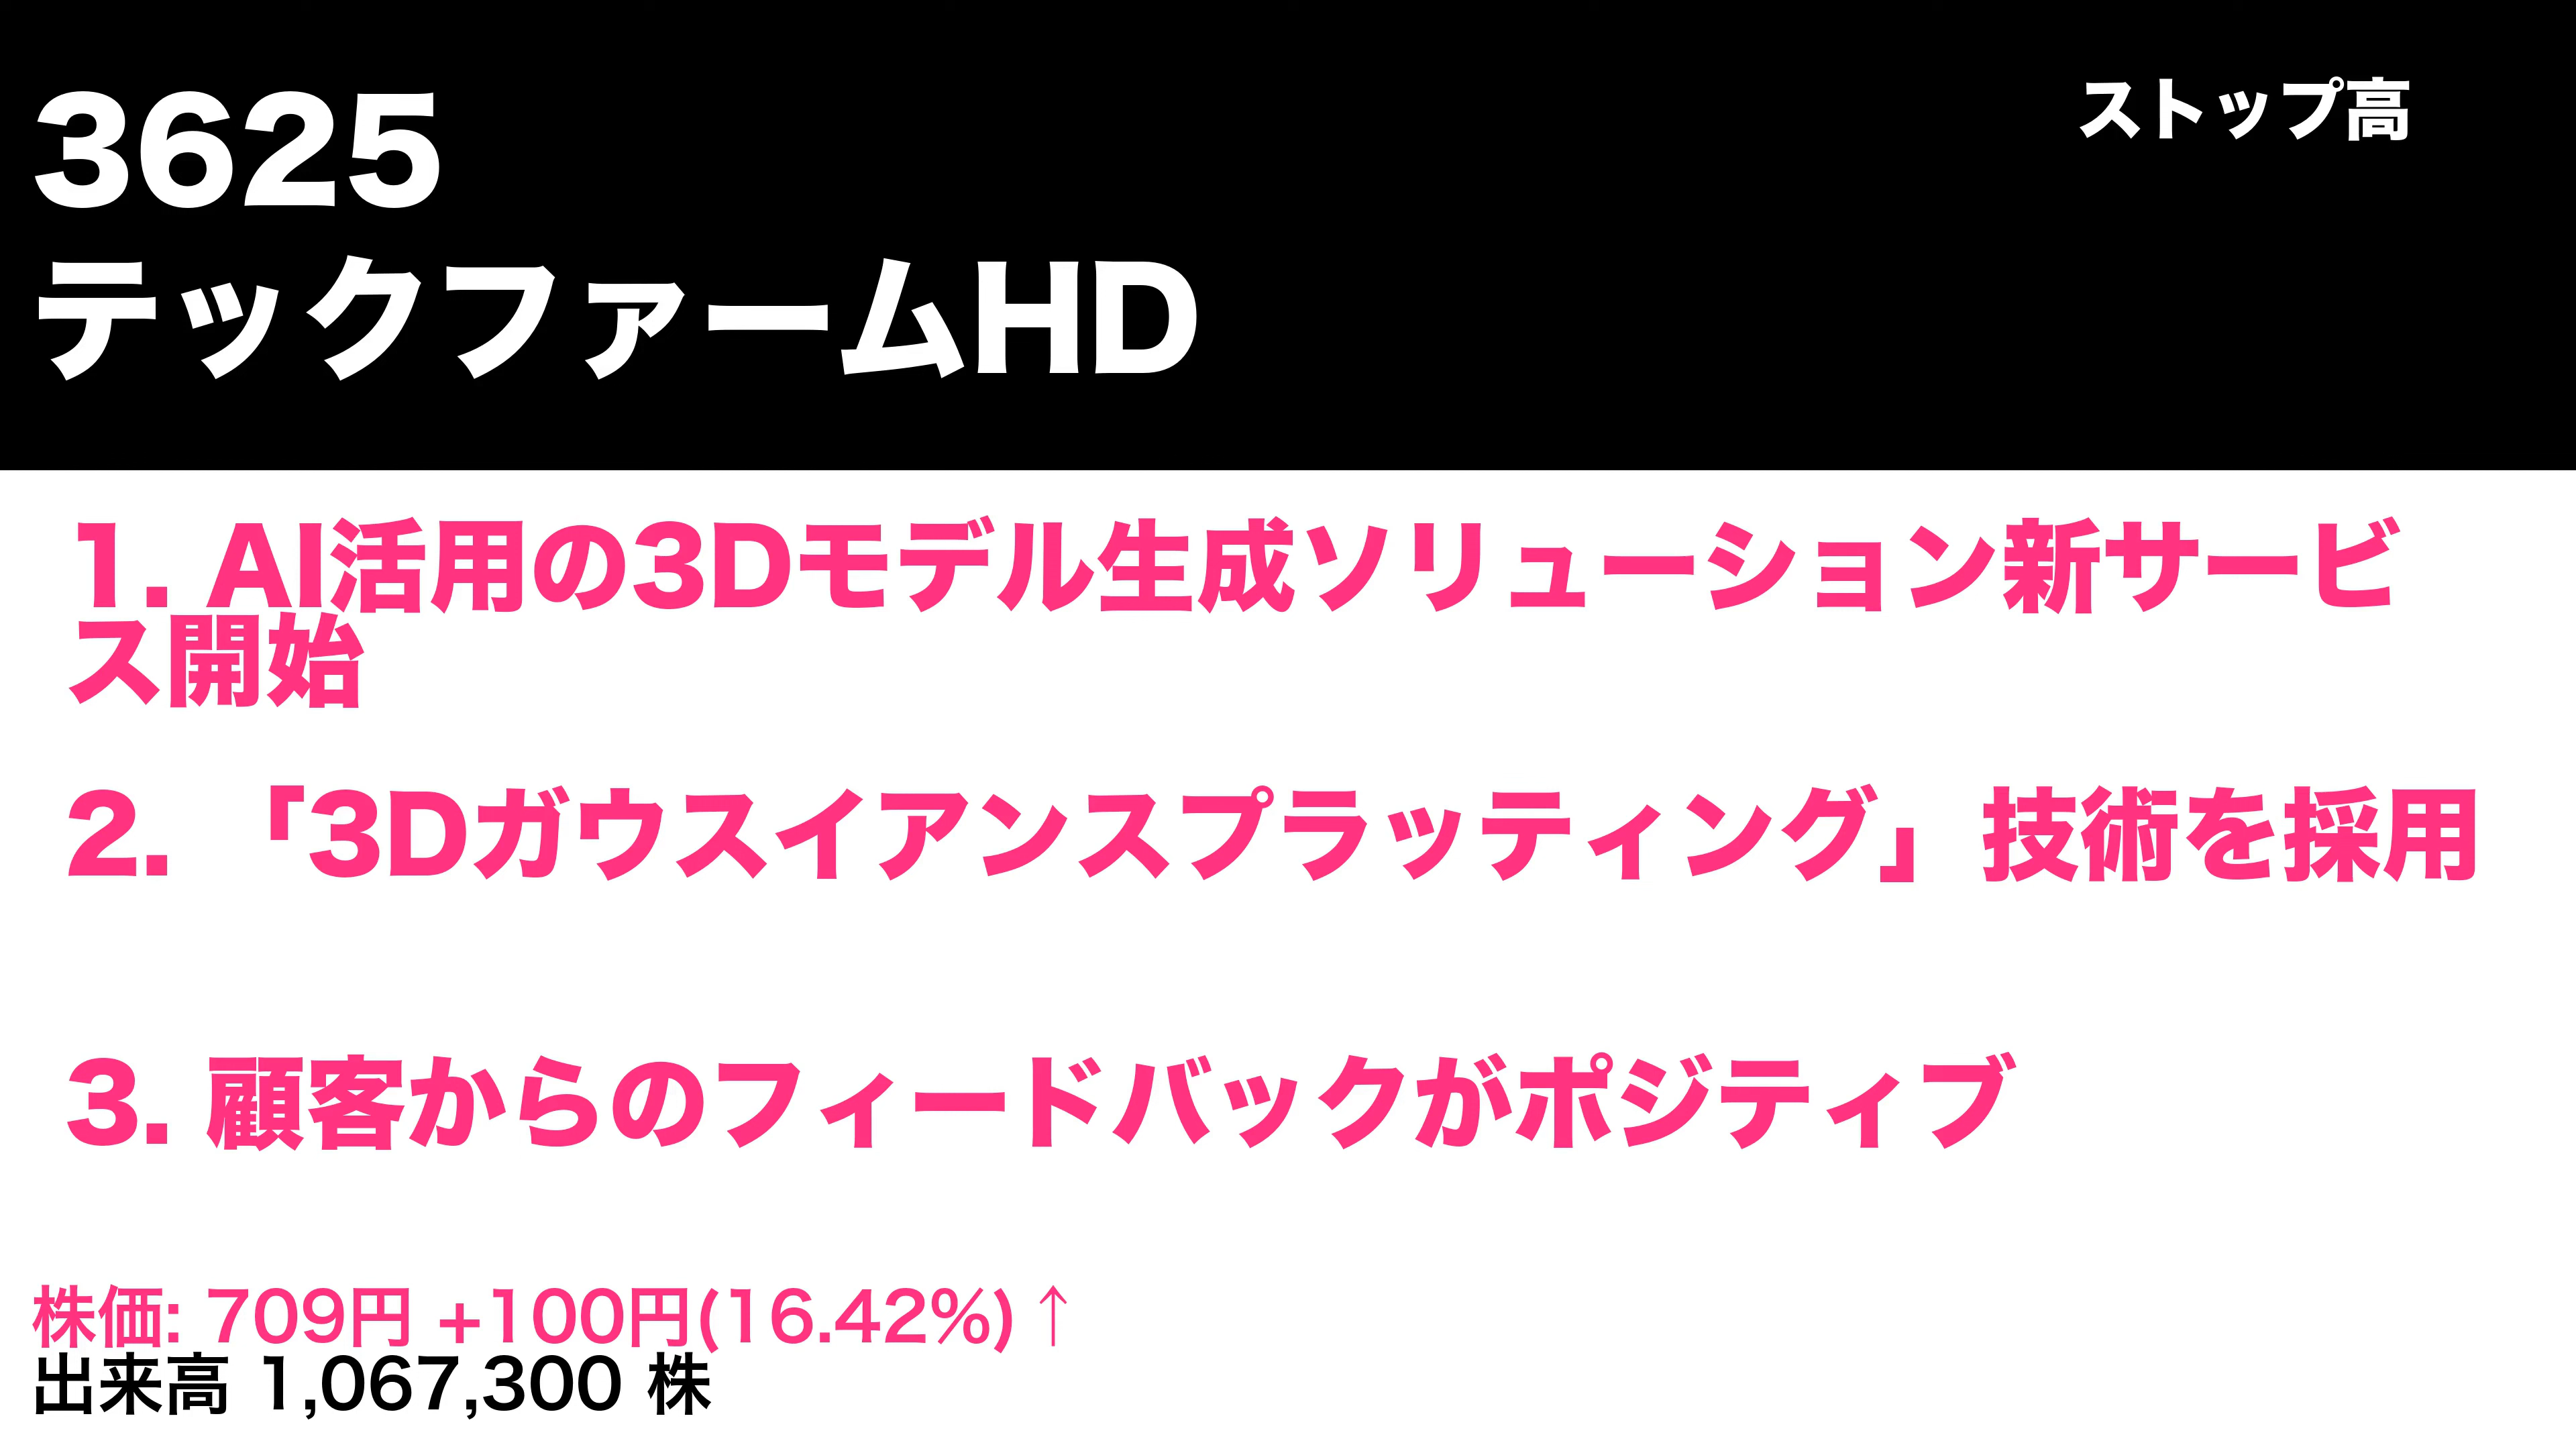 3625
ストップ高
テックファームHD
1. AI活用の3Dモデル生成ソリューション新サービ
ス開始
2. 「3Dガウスイアンスプラッティング」技術を採用
3. 顧客からのフィードバックがポジティブ
株価: 709円 +100円(16.42%)↑
出来高 1,067,300 株